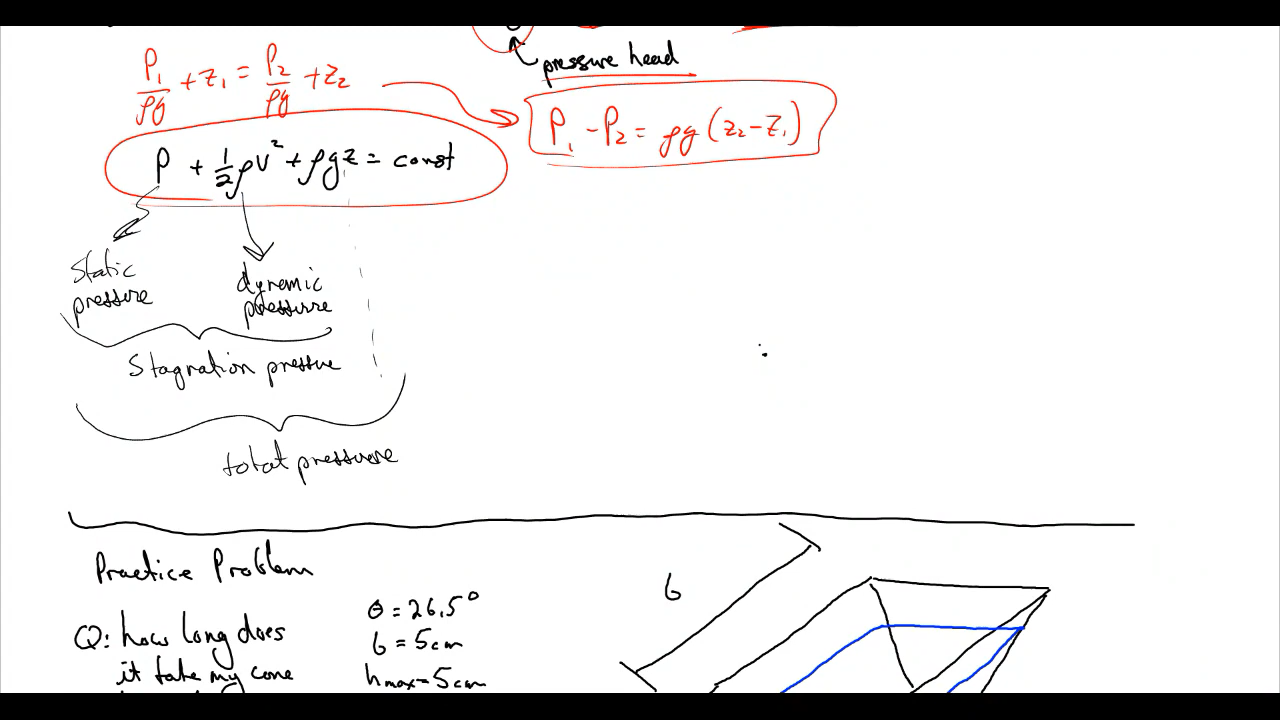 pressure head
P₁/ρg + z₁ = P₂/ρg + z₂
P₁ - P₂ = ρg (z₂ - z₁)
P + 1/2 ρV² + ρgz = const
static
pressure
dynamic
pressure
Stagnation pressure
total pressure
Practice Problem
Q: how long does
it take my cone
θ = 26.5°
b = 5cm
hmax = 5cm
b